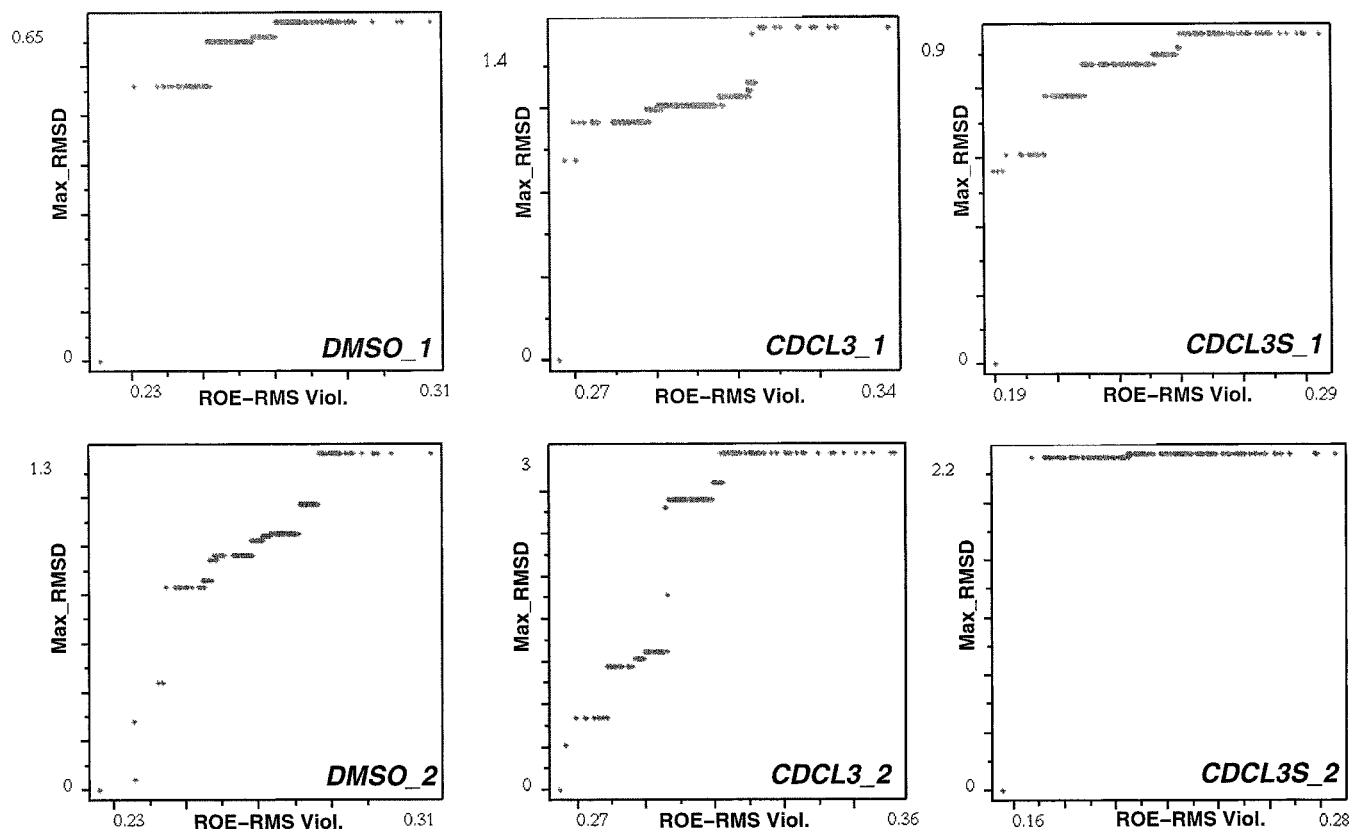 0.65
Max_RMSD
0
DMSO_1
0.23
ROE-RMS Viol.
0.31
1.4
Max_RMSD
0
CDCL3_1
0.27
ROE-RMS Viol.
0.34
0.9
Max_RMSD
0
CDCL3S_1
0.19
ROE-RMS Viol.
0.29
1.3
Max_RMSD
0
DMSO_2
0.23
ROE-RMS Viol.
0.31
3
Max_RMSD
0
CDCL3_2
0.27
ROE-RMS Viol.
0.36
2.2
Max_RMSD
0
CDCL3S_2
0.16
ROE-RMS Viol.
0.28